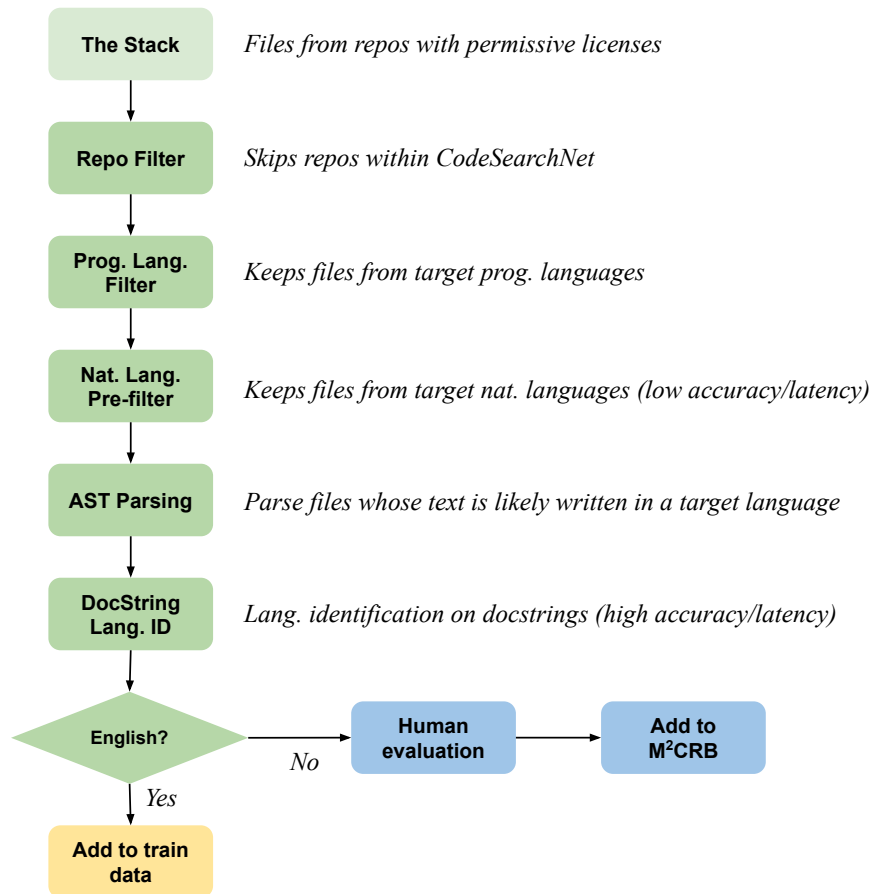 The Stack
Files from repos with permissive licenses
Repo Filter
Skips repos within CodeSearchNet
Prog. Lang.
Filter
Keeps files from target prog. languages
Nat. Lang.
Pre-filter
Keeps files from target nat. languages (low accuracy/latency)
AST Parsing
Parse files whose text is likely written in a target language
DocString
Lang. ID
Lang. identification on docstrings (high accuracy/latency)
English?
No
Human
evaluation
Add to
M²CRB
Yes
Add to train
data